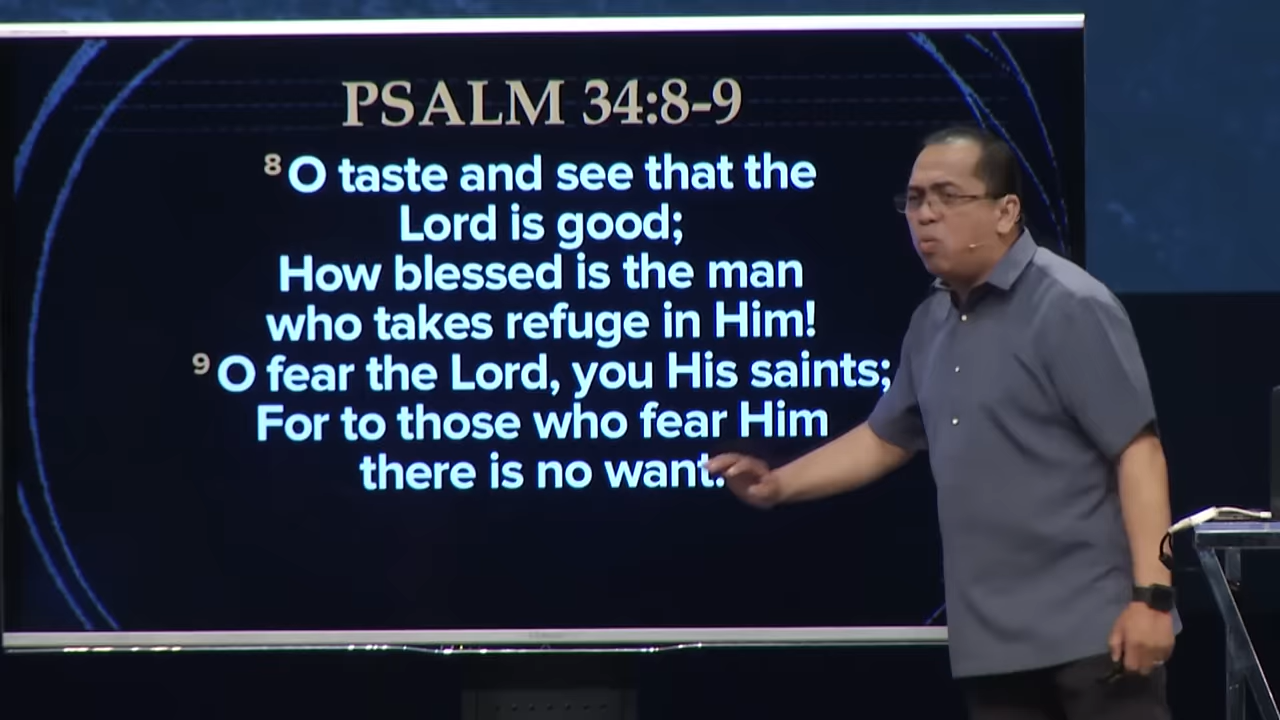 PSALM 34:8-9
8 O taste and see that the
Lord is good;
How blessed is the man
who takes refuge in Him!
9 O fear the Lord, you His saints;
For to those who fear Him
there is no want.